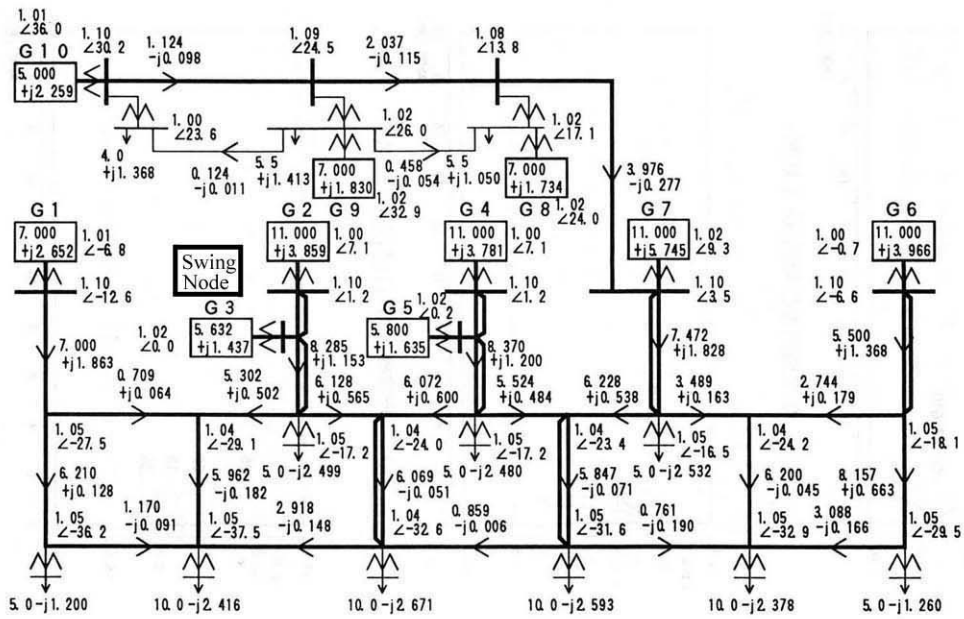 1. 01
∠36. 0
G 1 0
5. 000
+j2. 259
1. 10
∠30. 2
1. 124
-j0. 098
1. 09
∠24. 5
2. 037
-j0. 115
1. 08
∠13. 8
1. 00
∠23. 6
1. 02
∠26. 0
1. 02
∠17. 1
4. 0
+j1. 368
0. 124
-j0. 011
5. 5
+j1. 413
7. 000
+j1. 830
0. 458
-j0. 054
5. 5
+j1. 050
7. 000
+j1. 734
3. 976
-j0. 277
1. 02
∠32. 9
1. 02
∠24. 0
G 1
G 2
G 9
G 4
G 8
G 7
G 6
7. 000
+j2. 652
1. 01
∠-6. 8
Swing
Node
11. 000
+j3. 859
1. 00
∠7. 1
11. 000
+j3. 781
1. 00
∠7. 1
11. 000
+j5. 745
1. 02
∠9. 3
1. 00
∠-0. 7
11. 000
+j3. 966
1. 10
∠-12. 6
1. 10
∠1. 2
1. 10
∠1. 2
1. 10
∠3. 5
1. 10
∠-6. 6
G 3
G 5
1. 02
∠0. 0
5. 632
+j1. 437
1. 02
∠0. 2
5. 800
+j1. 635
7. 000
+j1. 863
8. 285
+j1. 153
8. 370
+j1. 200
7. 472
+j1. 828
5. 500
+j1. 368
0. 709
+j0. 064
5. 302
+j0. 502
6. 128
+j0. 565
6. 072
+j0. 600
5. 524
+j0. 484
6. 228
+j0. 538
3. 489
+j0. 163
2. 744
+j0. 179
1. 05
∠-27. 5
1. 04
∠-29. 1
1. 05
∠-17. 2
1. 04
∠-24. 0
1. 05
∠-17. 2
1. 04
∠-23. 4
1. 05
∠-16. 5
1. 04
∠-24. 2
1. 05
∠-18. 1
5. 0-j2. 499
5. 0-j2. 480
5. 0-j2. 532
6. 210
+j0. 128
5. 962
-j0. 182
6. 069
-j0. 051
5. 847
-j0. 071
6. 200
-j0. 045
8. 157
+j0. 663
1. 05
∠-36. 2
1. 170
-j0. 091
1. 05
∠-37. 5
2. 918
-j0. 148
1. 04
∠-32. 6
0. 859
-j0. 006
1. 05
∠-31. 6
0. 761
-j0. 190
1. 05
∠-32. 9
3. 088
-j0. 166
1. 05
∠-29. 5
5. 0-j1. 200
10. 0-j2. 416
10. 0-j2. 671
10. 0-j2. 593
10. 0-j2. 378
5. 0-j1. 260